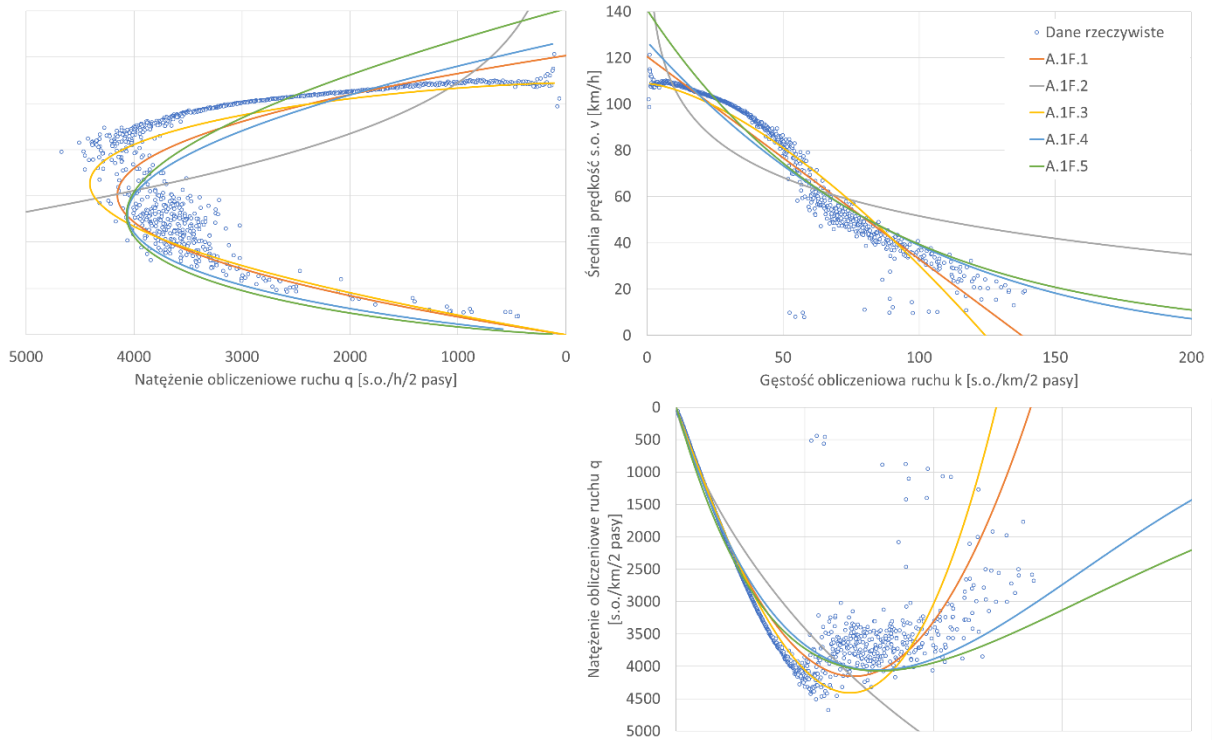 140
120
100
80
60
40
20
0
Średnia prędkość s.o. v [km/h]
Dane rzeczywiste
A.1F.1
A.1F.2
A.1F.3
A.1F.4
A.1F.5
5000 4000 3000 2000 1000 0
Natężenie obliczeniowe ruchu q [s.o./h/2 pasy]
0 50 100 150 200
Gęstość obliczeniowa ruchu k [s.o./km/2 pasy]
0
500
1000
1500
2000
2500
3000
3500
4000
4500
5000
Natężenie obliczeniowe ruchu q
[s.o./km/2 pasy]